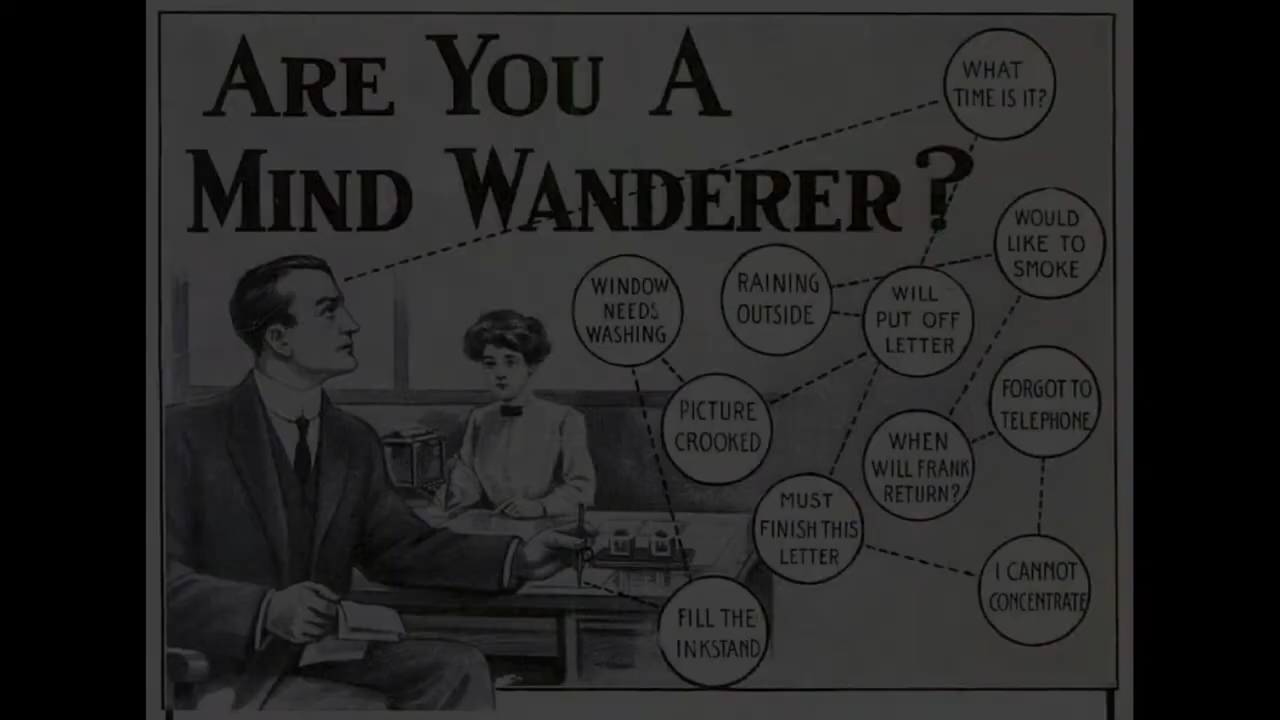 ARE YOU A
MIND WANDERER?
WHAT
TIME IS IT?
WOULD
LIKE TO
SMOKE
RAINING
OUTSIDE
WINDOW
NEEDS
WASHING
WILL
PUT OFF
LETTER
PICTURE
CROOKED
FORGOT TO
TELEPHONE
WHEN
WILL FRANK
RETURN?
MUST
FINISH THIS
LETTER
I CANNOT
CONCENTRATE
FILL THE
INKSTAND